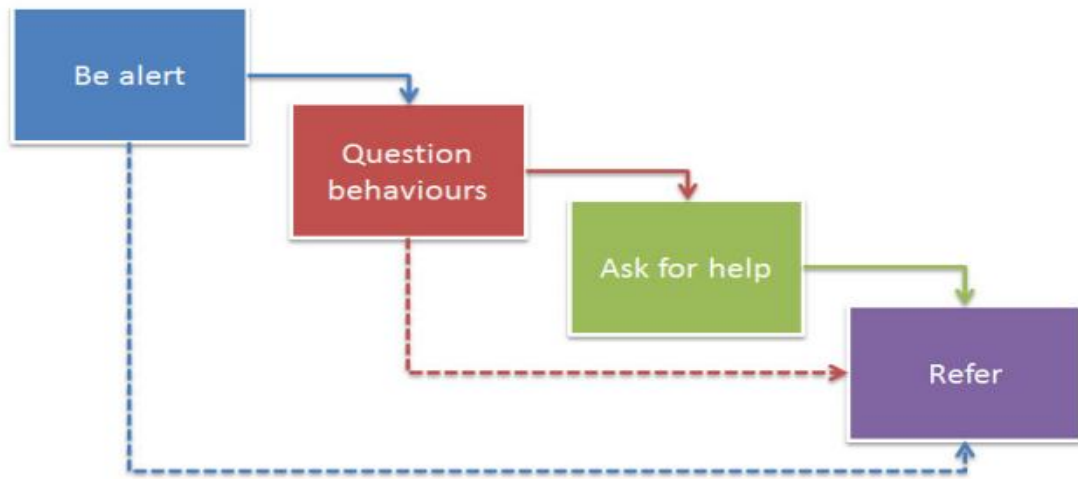 Be alert
Question
behaviours
Ask for help
Refer